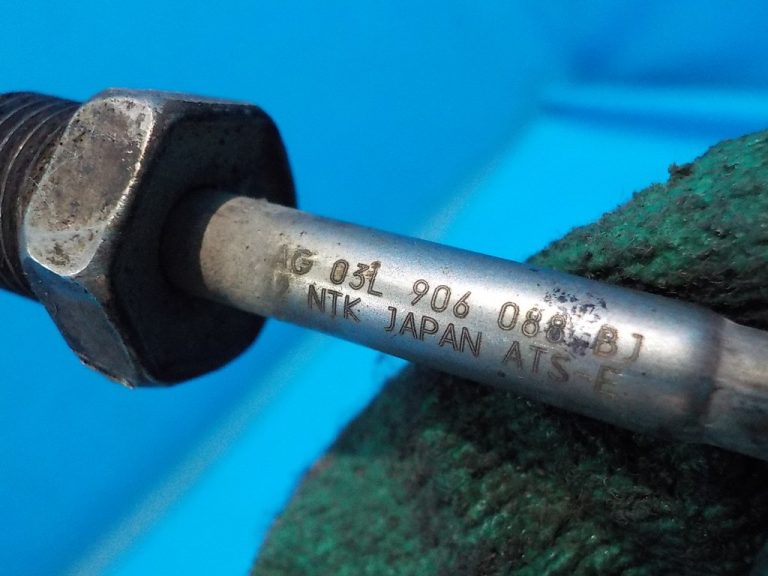 AG 03L 906 088 BJ
NTK JAPAN ATS-E